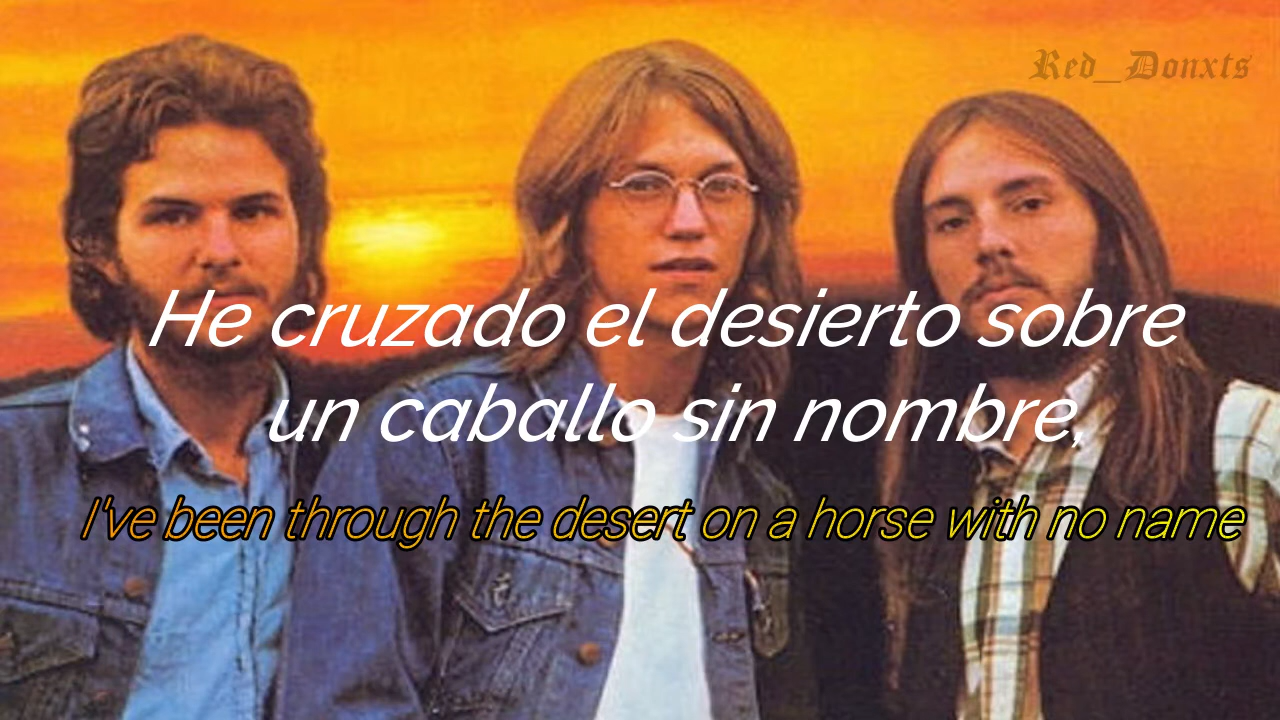 Red_Donxts
He cruzado el desierto sobre
un caballo sin nombre,
I've been through the desert on a horse with no name